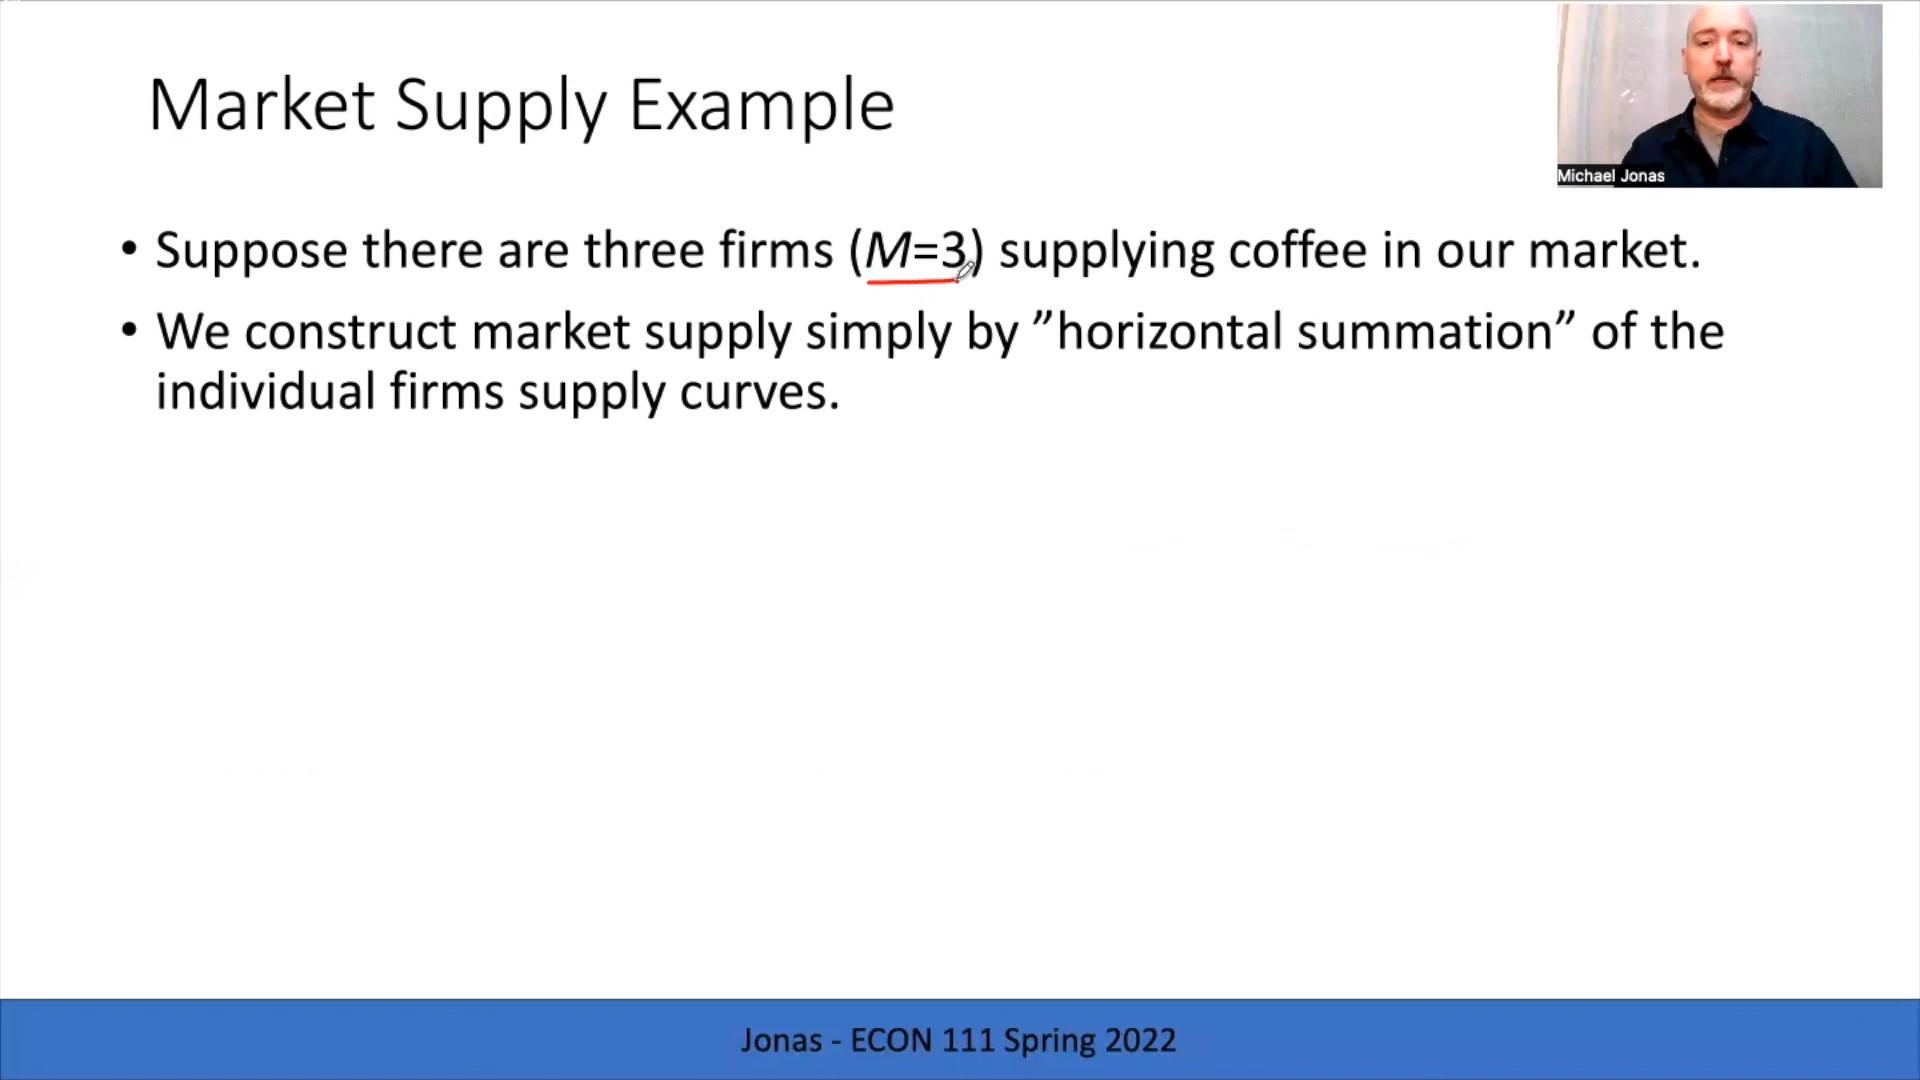 Market Supply Example
Michael Jonas
• Suppose there are three firms (M=3) supplying coffee in our market.
• We construct market supply simply by ”horizontal summation” of the
individual firms supply curves.
Jonas - ECON 111 Spring 2022